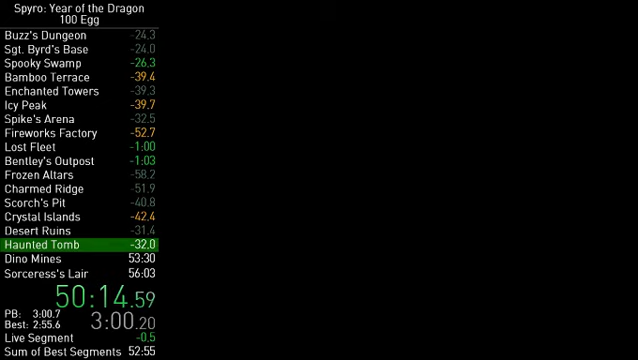 Spyro: Year of the Dragon
100 Egg
Buzz's Dungeon -24.3
Sgt. Byrd's Base -24.0
Spooky Swamp -26.3
Bamboo Terrace -39.4
Enchanted Towers -39.3
Icy Peak -39.7
Spike's Arena -32.5
Fireworks Factory -52.7
Lost Fleet -1:00
Bentley's Outpost -1:03
Frozen Altars -58.2
Charmed Ridge -51.9
Scorch's Pit -40.8
Crystal Islands -42.4
Desert Ruins -31.4
Haunted Tomb -32.0
Dino Mines 53:30
Sorceress's Lair 56:03
50:14.59
PB: 3:00.7
Best: 2:55.6
3:00.20
Live Segment -0.5
Sum of Best Segments 52:55